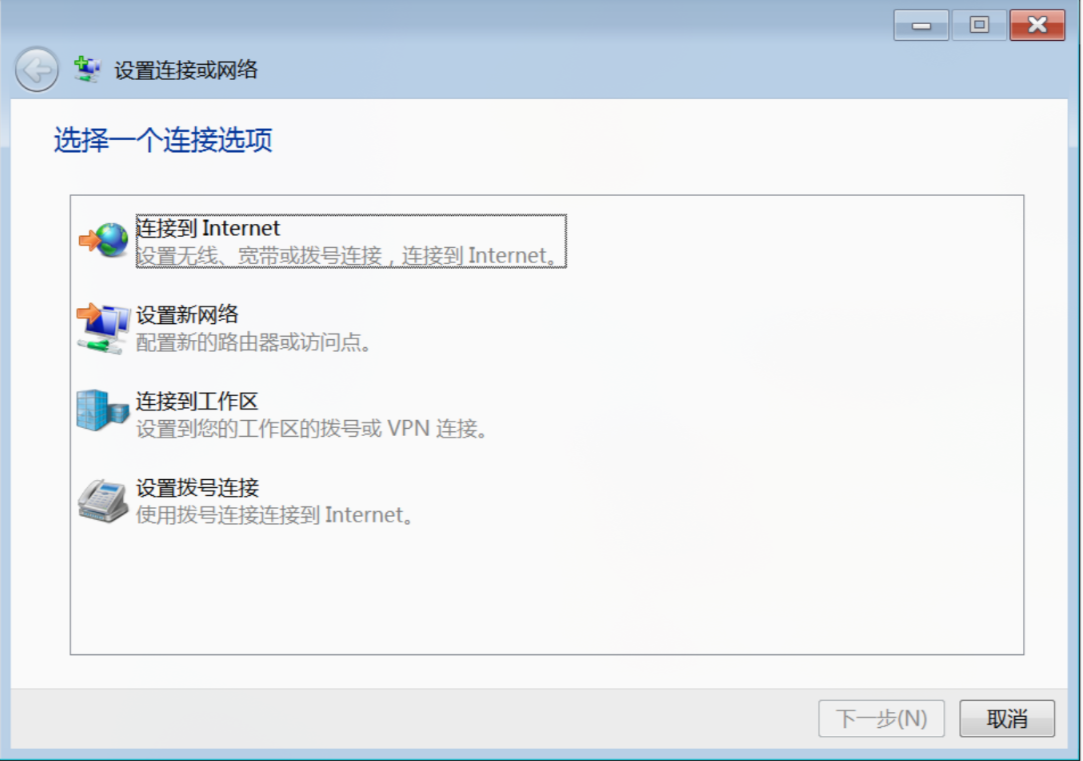 设置连接或网络
选择一个连接选项
连接到 Internet
设置无线、宽带或拨号连接，连接到 Internet。
设置新网络
配置新的路由器或访问点。
连接到工作区
设置到您的工作区的拨号或 VPN 连接。
设置拨号连接
使用拨号连接连接到 Internet。
下一步(N) 取消